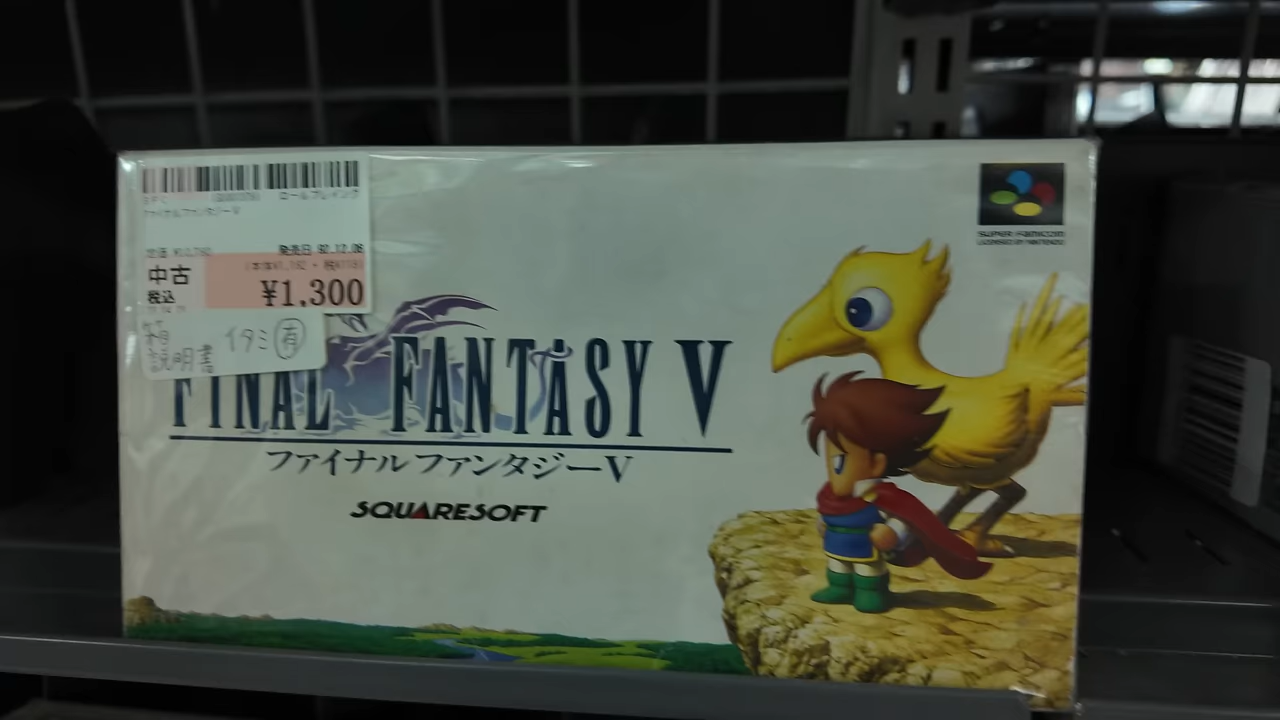 ロールプレイング
ファイナルファンタジーV
発売日 92.12.06
中古
税込
¥1,300
箱
説明書
イタミ 有
SUPER FAMICOM
LICENSED BY NINTENDO
FINAL FANTASY V
ファイナルファンタジーV
SQUARESOFT